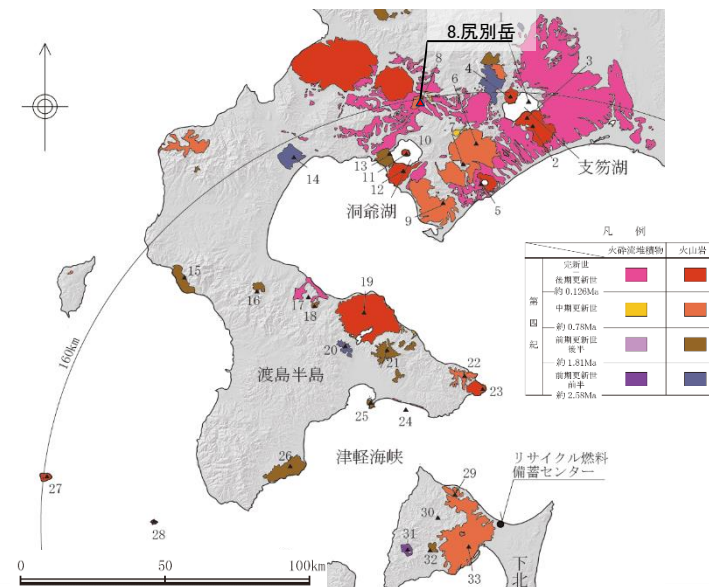 8.尻別岳
1
8
4
6
3
10
13
11
12
14
洞爺湖
支笏湖
2
9
5
凡 例
火砕流堆積物 火山岩
第四紀
完新世
|
後期更新世
約 0.126Ma
中期更新世
約 0.78Ma
前期更新世
後半
約 1.81Ma
前期更新世
前半
約 2.58Ma
15
16
17
18
19
20
21
22
23
24
25
26
27
28
160km
渡島半島
津軽海峡
リサイクル燃料
備蓄センター
29
30
31
32
33
下北
0 50 100km